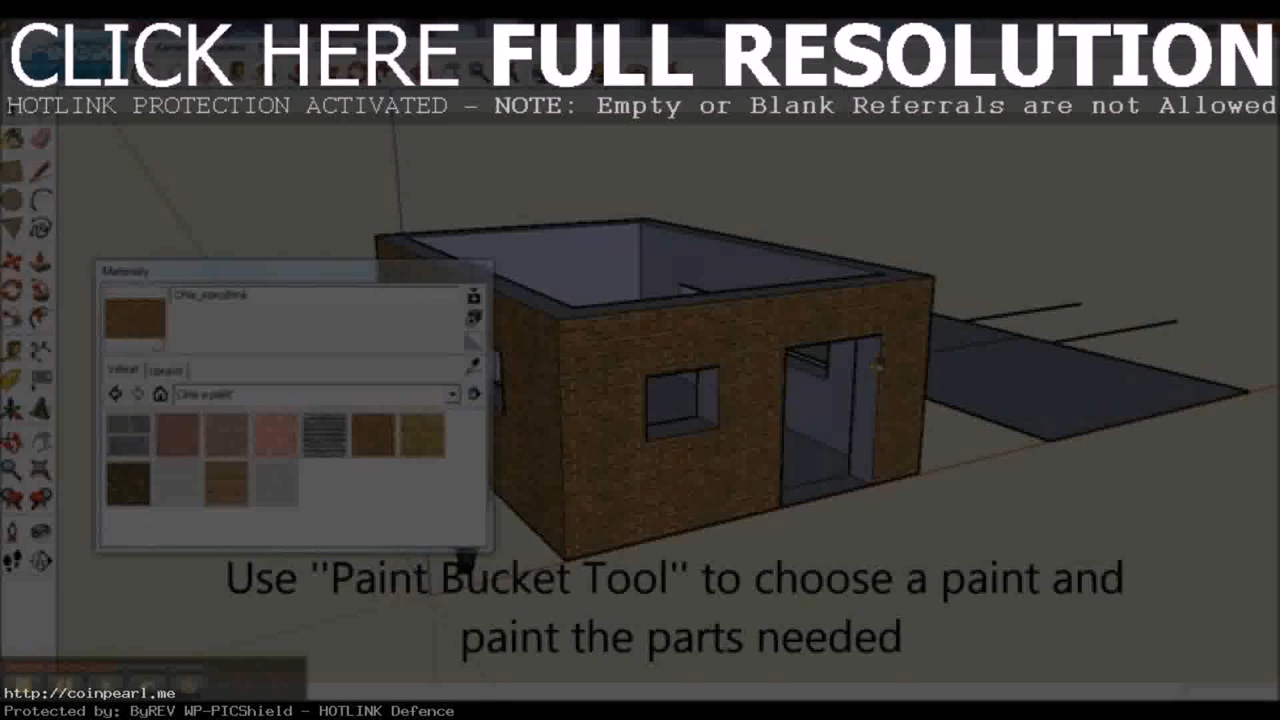 CLICK HERE FULL RESOLUTION
HOTLINK PROTECTION ACTIVATED - NOTE: Empty or Blank Referrals are not Allowed
Materials
Use "Paint Bucket Tool" to choose a paint and
paint the parts needed
http://coinpearl.me
Protected by: ByREV WP-PICShield - HOTLINK Defence